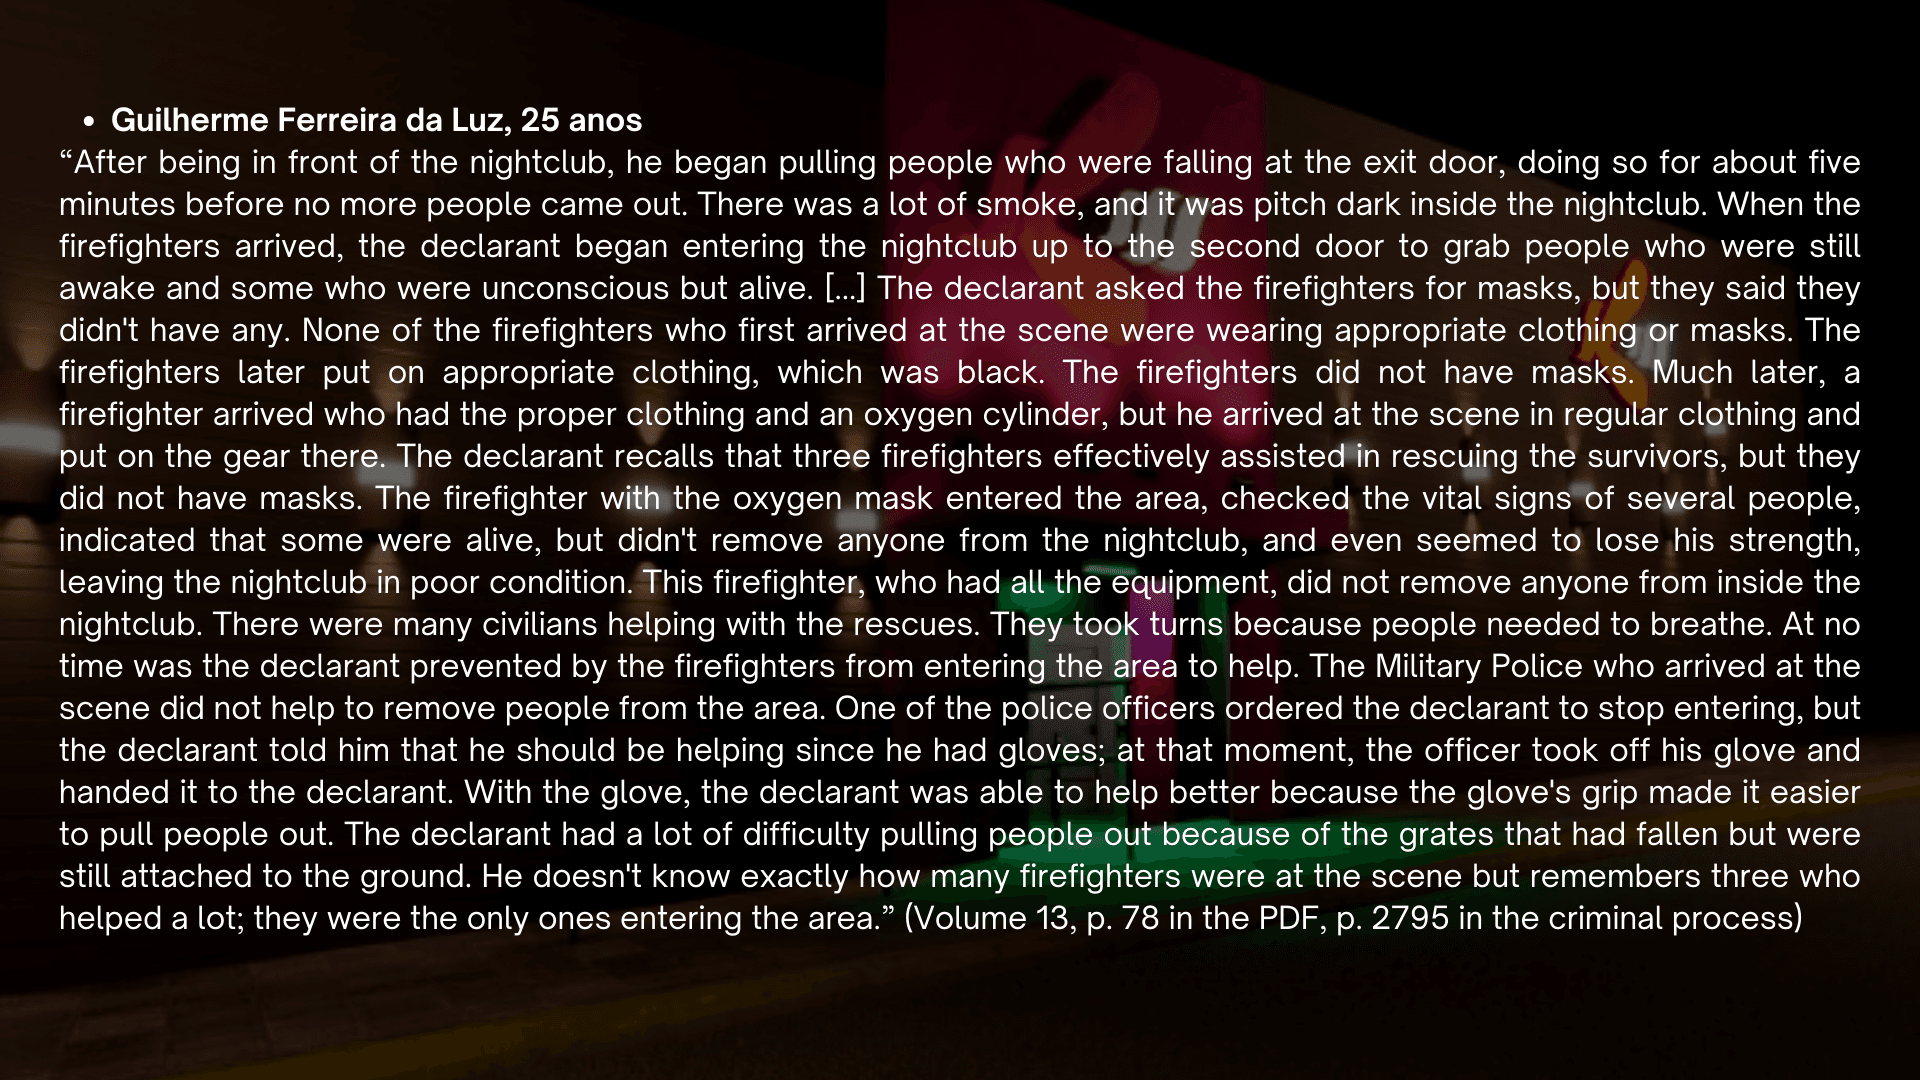 • Guilherme Ferreira da Luz, 25 anos
“After being in front of the nightclub, he began pulling people who were falling at the exit door, doing so for about five
minutes before no more people came out. There was a lot of smoke, and it was pitch dark inside the nightclub. When the
firefighters arrived, the declarant began entering the nightclub up to the second door to grab people who were still
awake and some who were unconscious but alive. [...] The declarant asked the firefighters for masks, but they said they
didn't have any. None of the firefighters who first arrived at the scene were wearing appropriate clothing or masks. The
firefighters later put on appropriate clothing, which was black. The firefighters did not have masks. Much later, a
firefighter arrived who had the proper clothing and an oxygen cylinder, but he arrived at the scene in regular clothing and
put on the gear there. The declarant recalls that three firefighters effectively assisted in rescuing the survivors, but they
did not have masks. The firefighter with the oxygen mask entered the area, checked the vital signs of several people,
indicated that some were alive, but didn't remove anyone from the nightclub, and even seemed to lose his strength,
leaving the nightclub in poor condition. This firefighter, who had all the equipment, did not remove anyone from inside the
nightclub. There were many civilians helping with the rescues. They took turns because people needed to breathe. At no
time was the declarant prevented by the firefighters from entering the area to help. The Military Police who arrived at the
scene did not help to remove people from the area. One of the police officers ordered the declarant to stop entering, but
the declarant told him that he should be helping since he had gloves; at that moment, the officer took off his glove and
handed it to the declarant. With the glove, the declarant was able to help better because the glove's grip made it easier
to pull people out. The declarant had a lot of difficulty pulling people out because of the grates that had fallen but were
still attached to the ground. He doesn't know exactly how many firefighters were at the scene but remembers three who
helped a lot; they were the only ones entering the area.” (Volume 13, p. 78 in the PDF, p. 2795 in the criminal process)